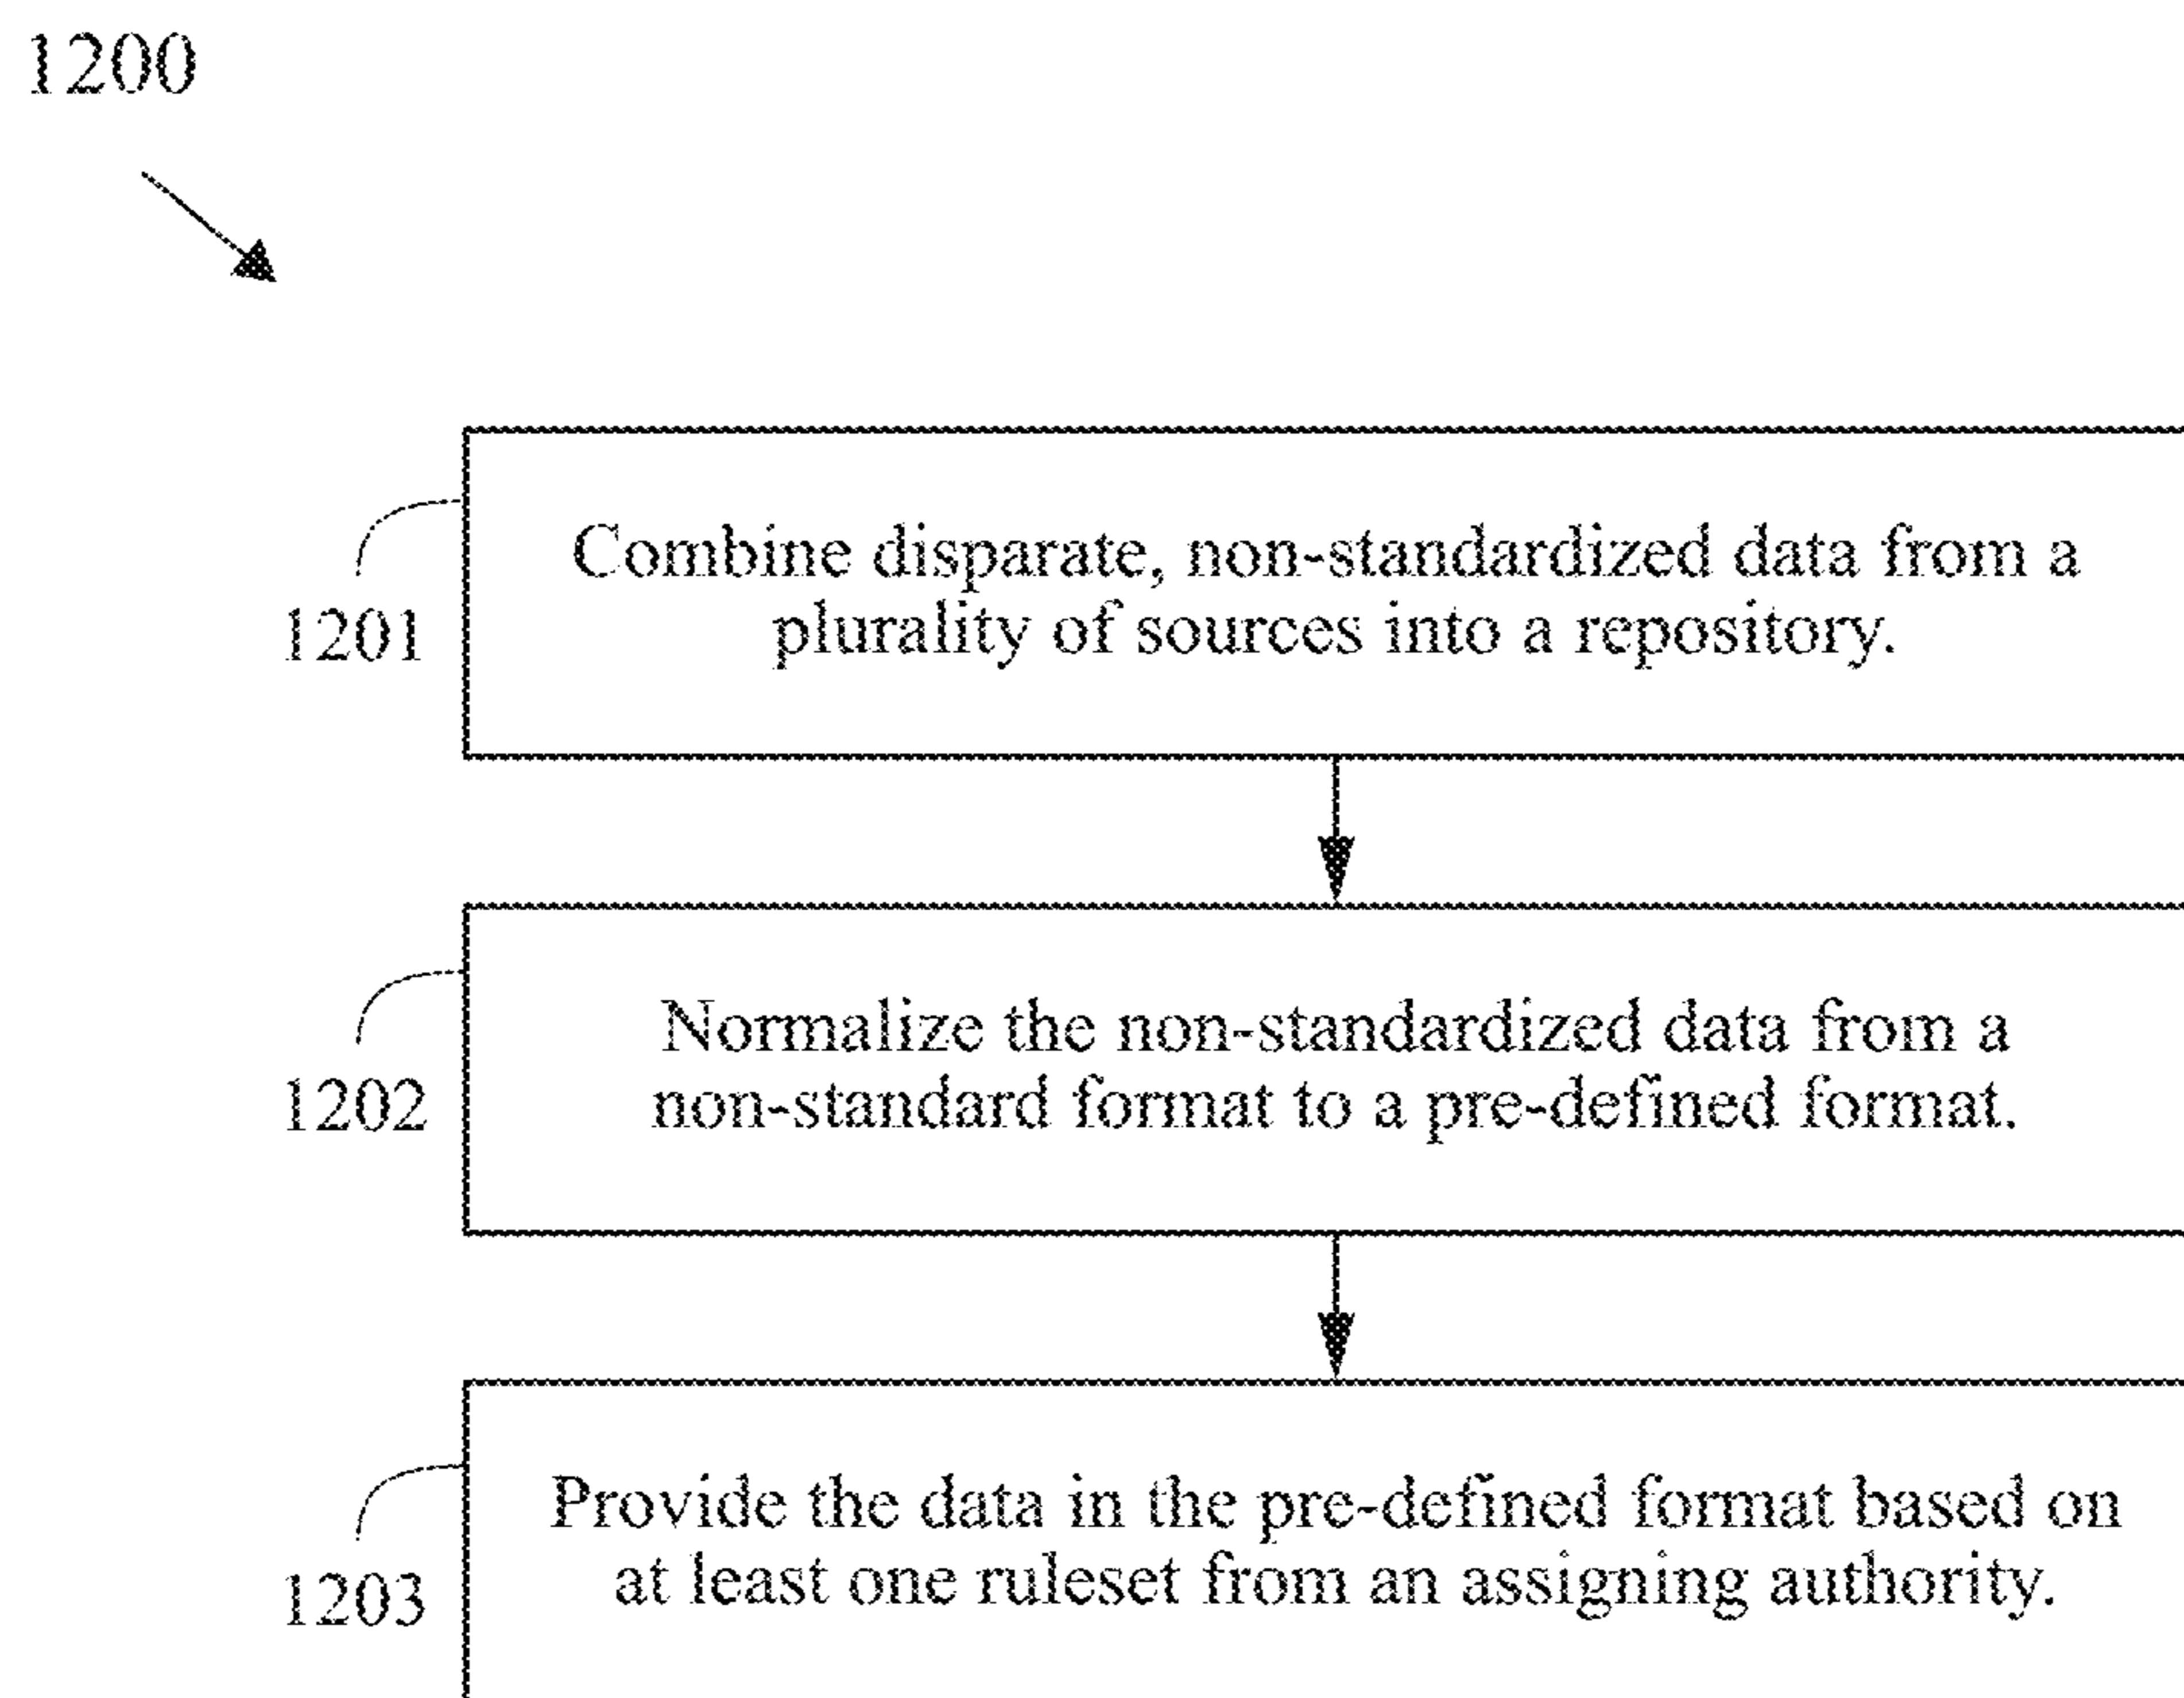 1200
Combine disparate, non-standardized data from a
plurality of sources into a repository.
1201
Normalize the non-standardized data from a
non-standard format to a pre-defined format.
1202
Provide the data in the pre-defined format based on
at least one ruleset from an assigning authority.
1203